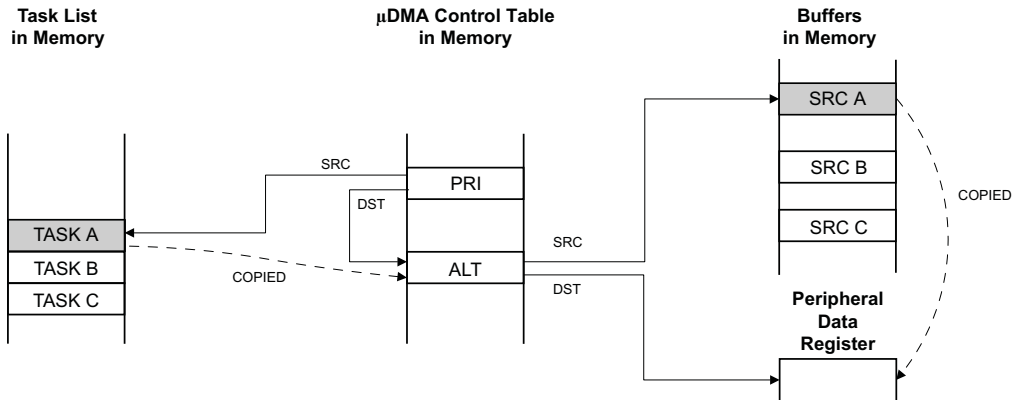 Task List
in Memory
µDMA Control Table
in Memory
Buffers
in Memory
SRC A
SRC
PRI
SRC B
DST
COPIED
SRC C
TASK A
SRC
TASK B
ALT
COPIED
DST
TASK C
Peripheral
Data
Register